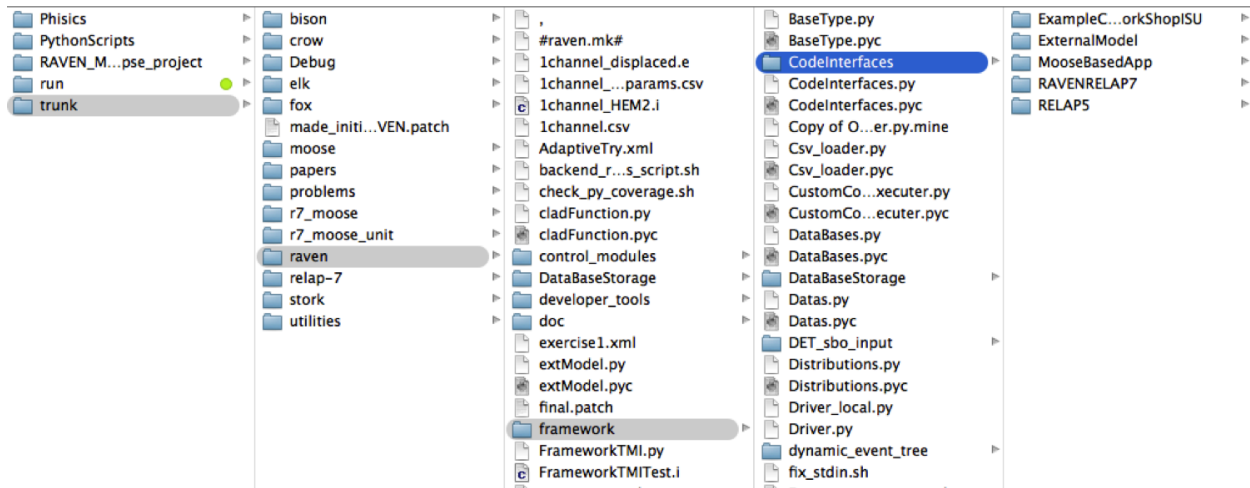 Phisics
PythonScripts
RAVEN_M...pse_project
run
trunk
bison
crow
Debug
elk
fox
made_initi...VEN.patch
moose
papers
problems
r7_moose
r7_moose_unit
raven
relap-7
stork
utilities
,
#raven.mk#
1channel_displaced.e
1channel_...params.csv
1channel_HEM2.i
1channel.csv
AdaptiveTry.xml
backend_r...s_script.sh
check_py_coverage.sh
cladFunction.py
cladFunction.pyc
control_modules
DataBaseStorage
developer_tools
doc
exercise1.xml
extModel.py
extModel.pyc
final.patch
framework
FrameworkTMI.py
FrameworkTMITest.i
BaseType.py
BaseType.pyc
CodeInterfaces
CodeInterfaces.py
CodeInterfaces.pyc
Copy of O...er.py.mine
Csv_loader.py
Csv_loader.pyc
CustomCo...xecuter.py
CustomCo...ecuter.pyc
DataBases.py
DataBases.pyc
DataBaseStorage
Datas.py
Datas.pyc
DET_sbo_input
Distributions.py
Distributions.pyc
Driver_local.py
Driver.py
dynamic_event_tree
fix_stdin.sh
ExampleC...orkShopISU
ExternalModel
MooseBasedApp
RAVENRELAP7
RELAP5